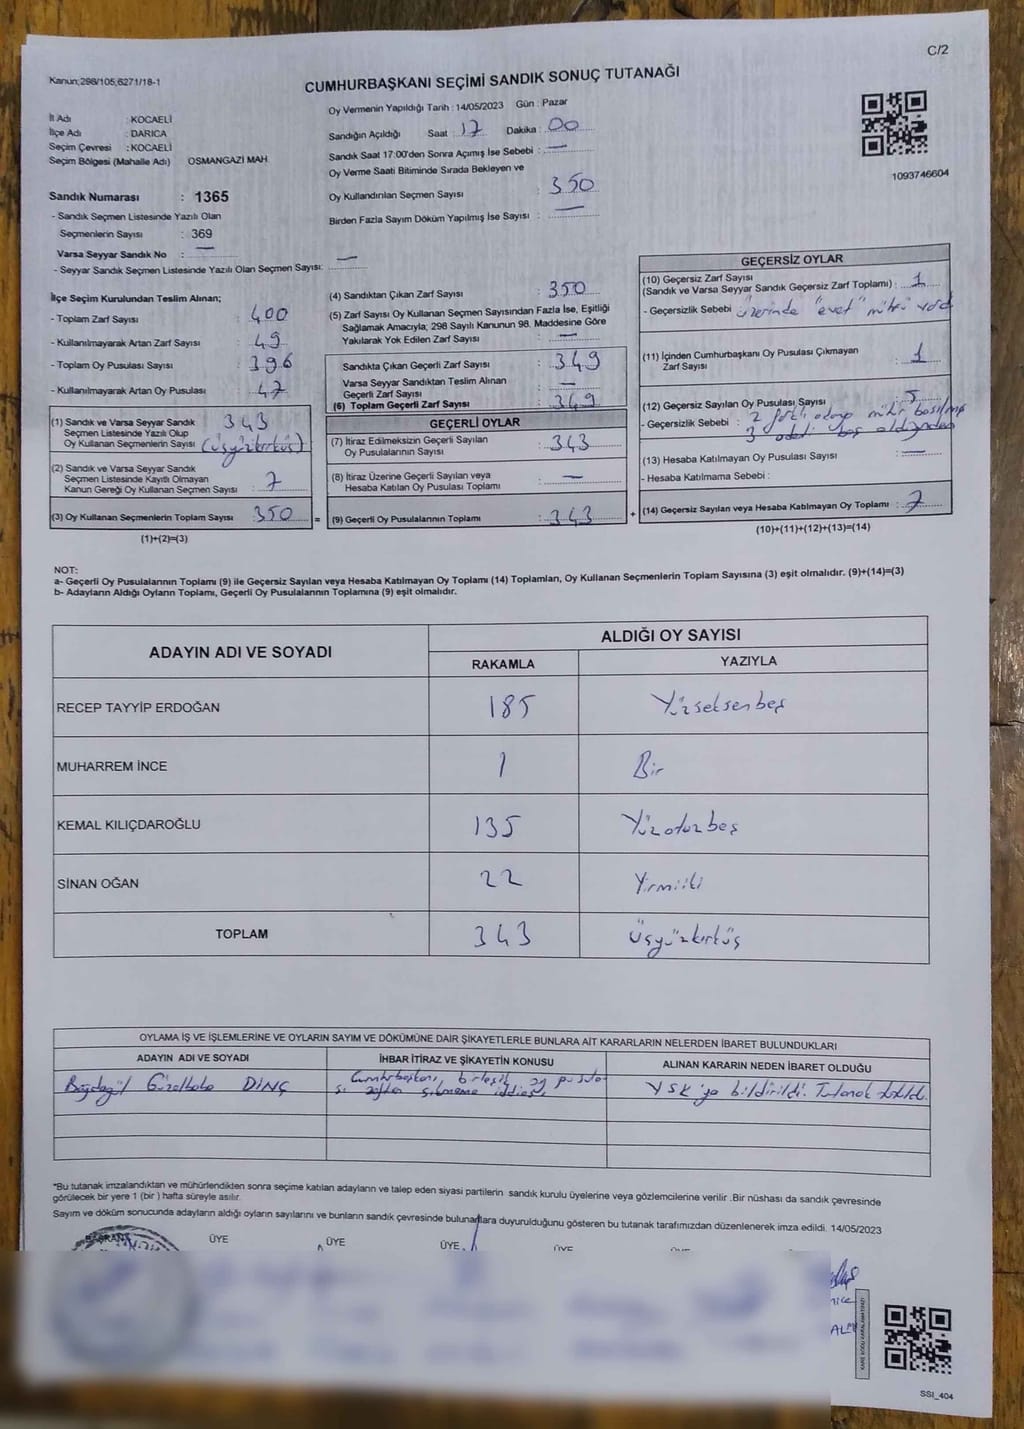 C/2
Kanun:298/105,6271/18-1
CUMHURBAŞKANI SEÇİMİ SANDIK SONUÇ TUTANAĞI
İl Adı : KOCAELİ
İlçe Adı : DARICA
Seçim Çevresi : KOCAELİ
Seçim Bölgesi (Mahalle Adı) OSMANGAZİ MAH.
Sandık Numarası : 1365
- Sandık Seçmen Listesinde Yazılı Olan
Seçmenlerin Sayısı : 369
Varsa Seyyar Sandık No : —
- Seyyar Sandık Seçmen Listesinde Yazılı Olan Seçmen Sayısı: —
Oy Vermenin Yapıldığı Tarih : 14/05/2023 Gün : Pazar
Sandığın Açıldığı Saat : 17 Dakika : 00
Sandık Saat 17:00'den Sonra Açımış İse Sebebi : —
Oy Verme Saati Bitiminde Sırada Bekleyen ve
Oy Kullandırılan Seçmen Sayısı : 350
Birden Fazla Sayım Döküm Yapılmış İse Sayısı : —
1093746604
İlçe Seçim Kurulundan Teslim Alınan;
- Toplam Zarf Sayısı : 400
- Kullanılmayarak Artan Zarf Sayısı : 49
- Toplam Oy Pusulası Sayısı : 396
- Kullanılmayarak Artan Oy Pusulası : 47
(1) Sandık ve Varsa Seyyar Sandık 343
Seçmen Listesinde Yazılı Olup
Oy Kullanan Seçmenlerin Sayısı (üçyüzkırküç)
(2) Sandık ve Varsa Seyyar Sandık
Seçmen Listesinde Kayıtlı Olmayan
Kanun Gereği Oy Kullanan Seçmen Sayısı : 7
(3) Oy Kullanan Seçmenlerin Toplam Sayısı : 350 =
(1)+(2)=(3)
(4) Sandıktan Çıkan Zarf Sayısı : 350
(5) Zarf Sayısı Oy Kullanan Seçmen Sayısından Fazla İse, Eşitliği
Sağlamak Amacıyla; 298 Sayılı Kanunun 98. Maddesine Göre
Yakılarak Yok Edilen Zarf Sayısı : —
Sandıkta Çıkan Geçerli Zarf Sayısı : 349
Varsa Seyyar Sandıktan Teslim Alınan
Geçerli Zarf Sayısı : —
(6) Toplam Geçerli Zarf Sayısı : 349
GEÇERLİ OYLAR
(7) İtiraz Edilmeksizin Geçerli Sayılan
Oy Pusulalarının Sayısı : 343
(8) İtiraz Üzerine Geçerli Sayılan veya
Hesaba Katılan Oy Pusulası Toplamı : —
(9) Geçerli Oy Pusulalarının Toplamı : 343 +
GEÇERSİZ OYLAR
(10) Geçersiz Zarf Sayısı
(Sandık ve Varsa Seyyar Sandık Geçersiz Zarf Toplamı) : 1
- Geçersizlik Sebebi : üzerinde "evet" mührü vardı
(11) İçinden Cumhurbaşkanı Oy Pusulası Çıkmayan
Zarf Sayısı : 1
(12) Geçersiz Sayılan Oy Pusulası Sayısı : 5
- Geçersizlik Sebebi : 2 farklı adaya mühür basılmış
3 adeti boş olduğundan
(13) Hesaba Katılmayan Oy Pusulası Sayısı : —
- Hesaba Katılmama Sebebi :
(14) Geçersiz Sayılan veya Hesaba Katılmayan Oy Toplamı : 7
(10)+(11)+(12)+(13)=(14)
NOT:
a- Geçerli Oy Pusulalarının Toplamı (9) ile Geçersiz Sayılan veya Hesaba Katılmayan Oy Toplamı (14) Toplamları, Oy Kullanan Seçmenlerin Toplam Sayısına (3) eşit olmalıdır. (9)+(14)=(3)
b- Adayların Aldığı Oyların Toplamı, Geçerli Oy Pusulalarının Toplamına (9) eşit olmalıdır.
ADAYIN ADI VE SOYADI
ALDIĞI OY SAYISI
RAKAMLA YAZIYLA
RECEP TAYYİP ERDOĞAN 185 Yüzseksenbeş
MUHARREM İNCE 1 Bir
KEMAL KILIÇDAROĞLU 135 Yüzotuzbeş
SİNAN OĞAN 22 Yirmiiki
TOPLAM 343 üçyüzkırküç
OYLAMA İŞ VE İŞLEMLERİNE VE OYLARIN SAYIM VE DÖKÜMÜNE DAİR ŞİKAYETLERLE BUNLARA AİT KARARLARIN NELERDEN İBARET BULUNDUKLARI
ADAYIN ADI VE SOYADI İHBAR İTİRAZ VE ŞİKAYETİN KONUSU ALINAN KARARIN NEDEN İBARET OLDUĞU
DİNÇ Cumhurbaşkanı birleşik oy pusula
sı zaften çıkmama iddiası YSK'ya bildirildi. Tutanak tutuldu.
*Bu tutanak imzalandıktan ve mühürlendikten sonra seçime katılan adayların ve talep eden siyasi partilerin sandık kurulu üyelerine veya gözlemcilerine verilir .Bir nüshası da sandık çevresinde
görülecek bir yere 1 (bir ) hafta süreyle asılır.
Sayım ve döküm sonucunda adayların aldığı oyların sayılarını ve bunların sandık çevresinde bulunanlara duyurulduğunu gösteren bu tutanak tarafımızdan düzenlenerek imza edildi. 14/05/2023
BAŞKAN ÜYE ÜYE ÜYE ÜYE ÜYE
SSI_404